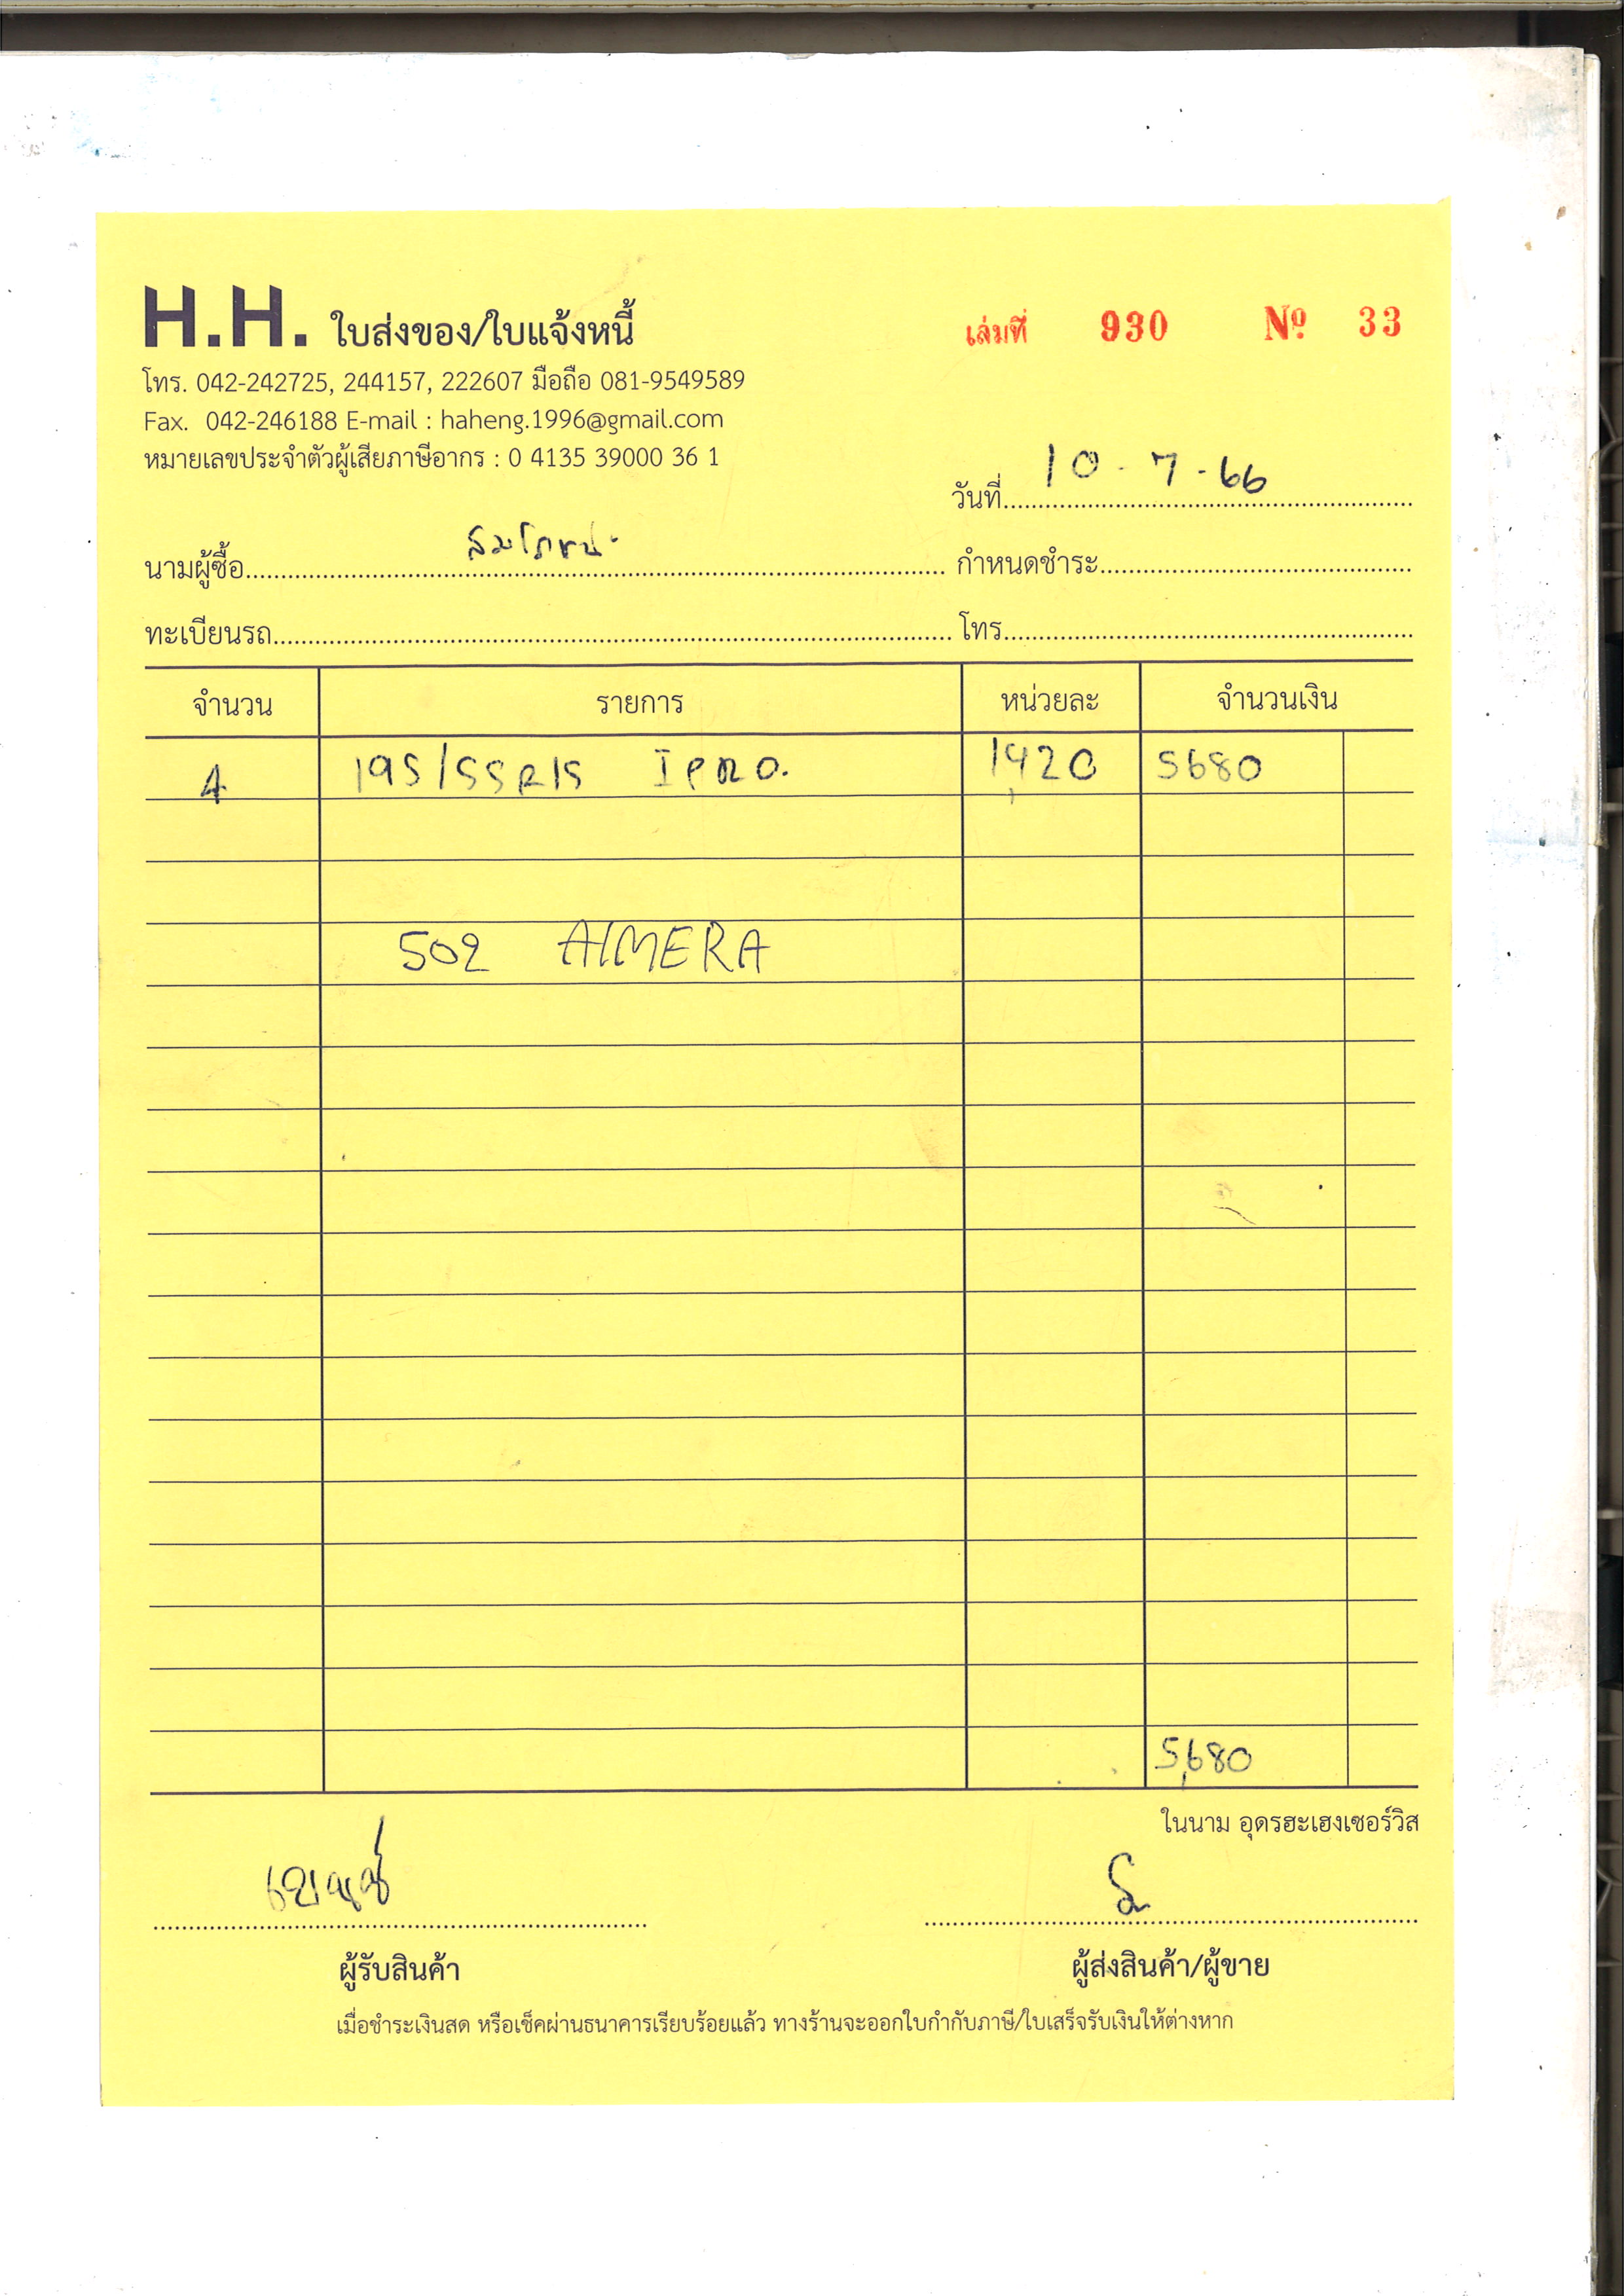 H.H. ใบส่งของ/ใบแจ้งหนี้ เล่มที่ 930 Nº 33
โทร. 042-242725, 244157, 222607 มือถือ 081-9549589
Fax. 042-246188 E-mail : haheng.1996@gmail.com
หมายเลขประจำตัวผู้เสียภาษีอากร : 0 4135 39000 36 1
วันที่ 10-7-66
นามผู้ซื้อ กำหนดชำระ
ทะเบียนรถ โทร
จำนวน รายการ หน่วยละ จำนวนเงิน
4 195/55R15 IPRO. 1,420 5680
502 AIMERA
5,680
ในนาม อุดรฮะเฮงเซอร์วิส
ผู้รับสินค้า ผู้ส่งสินค้า/ผู้ขาย
เมื่อชำระเงินสด หรือเช็คผ่านธนาคารเรียบร้อยแล้ว ทางร้านจะออกใบกำกับภาษี/ใบเสร็จรับเงินให้ต่างหาก